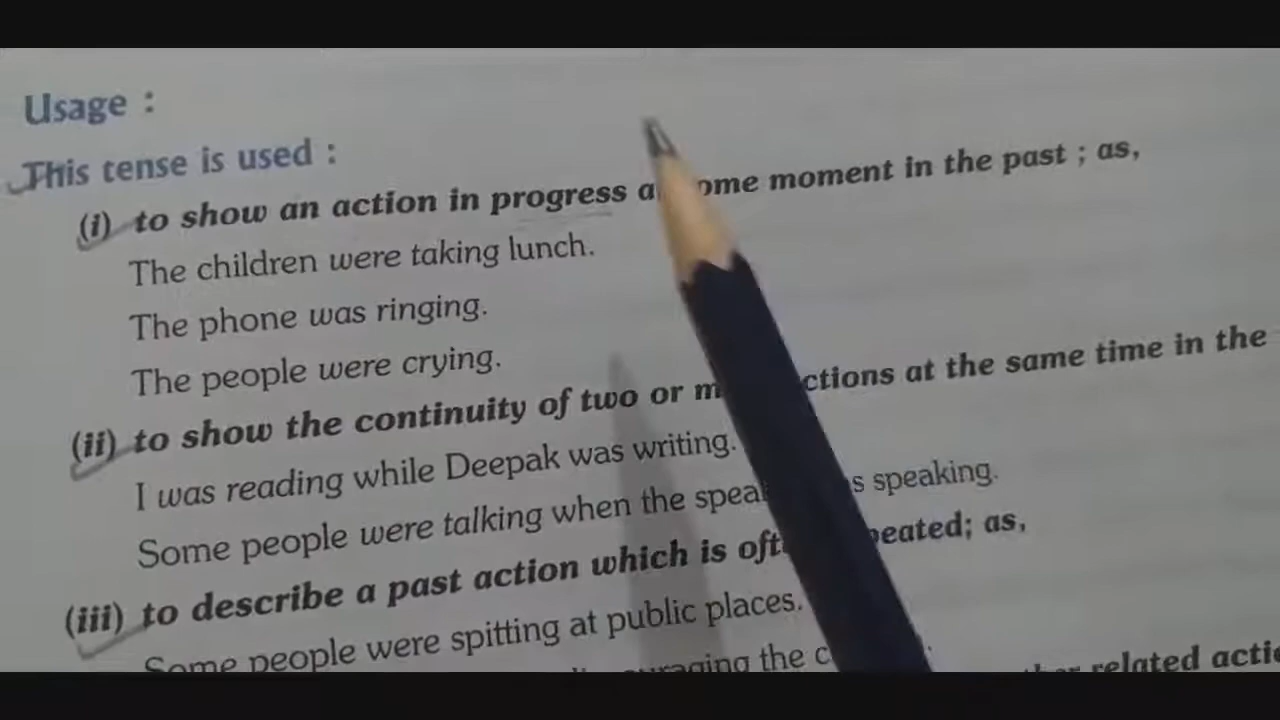 Usage :
This tense is used :
(i) to show an action in progress a ome moment in the past ; as,
The children were taking lunch.
The phone was ringing.
The people were crying.
(ii) to show the continuity of two or m ctions at the same time in the
I was reading while Deepak was writing.
Some people were talking when the spea s speaking.
(iii) to describe a past action which is oft eated; as,
Some people were spitting at public places.
uraging the c
related actio